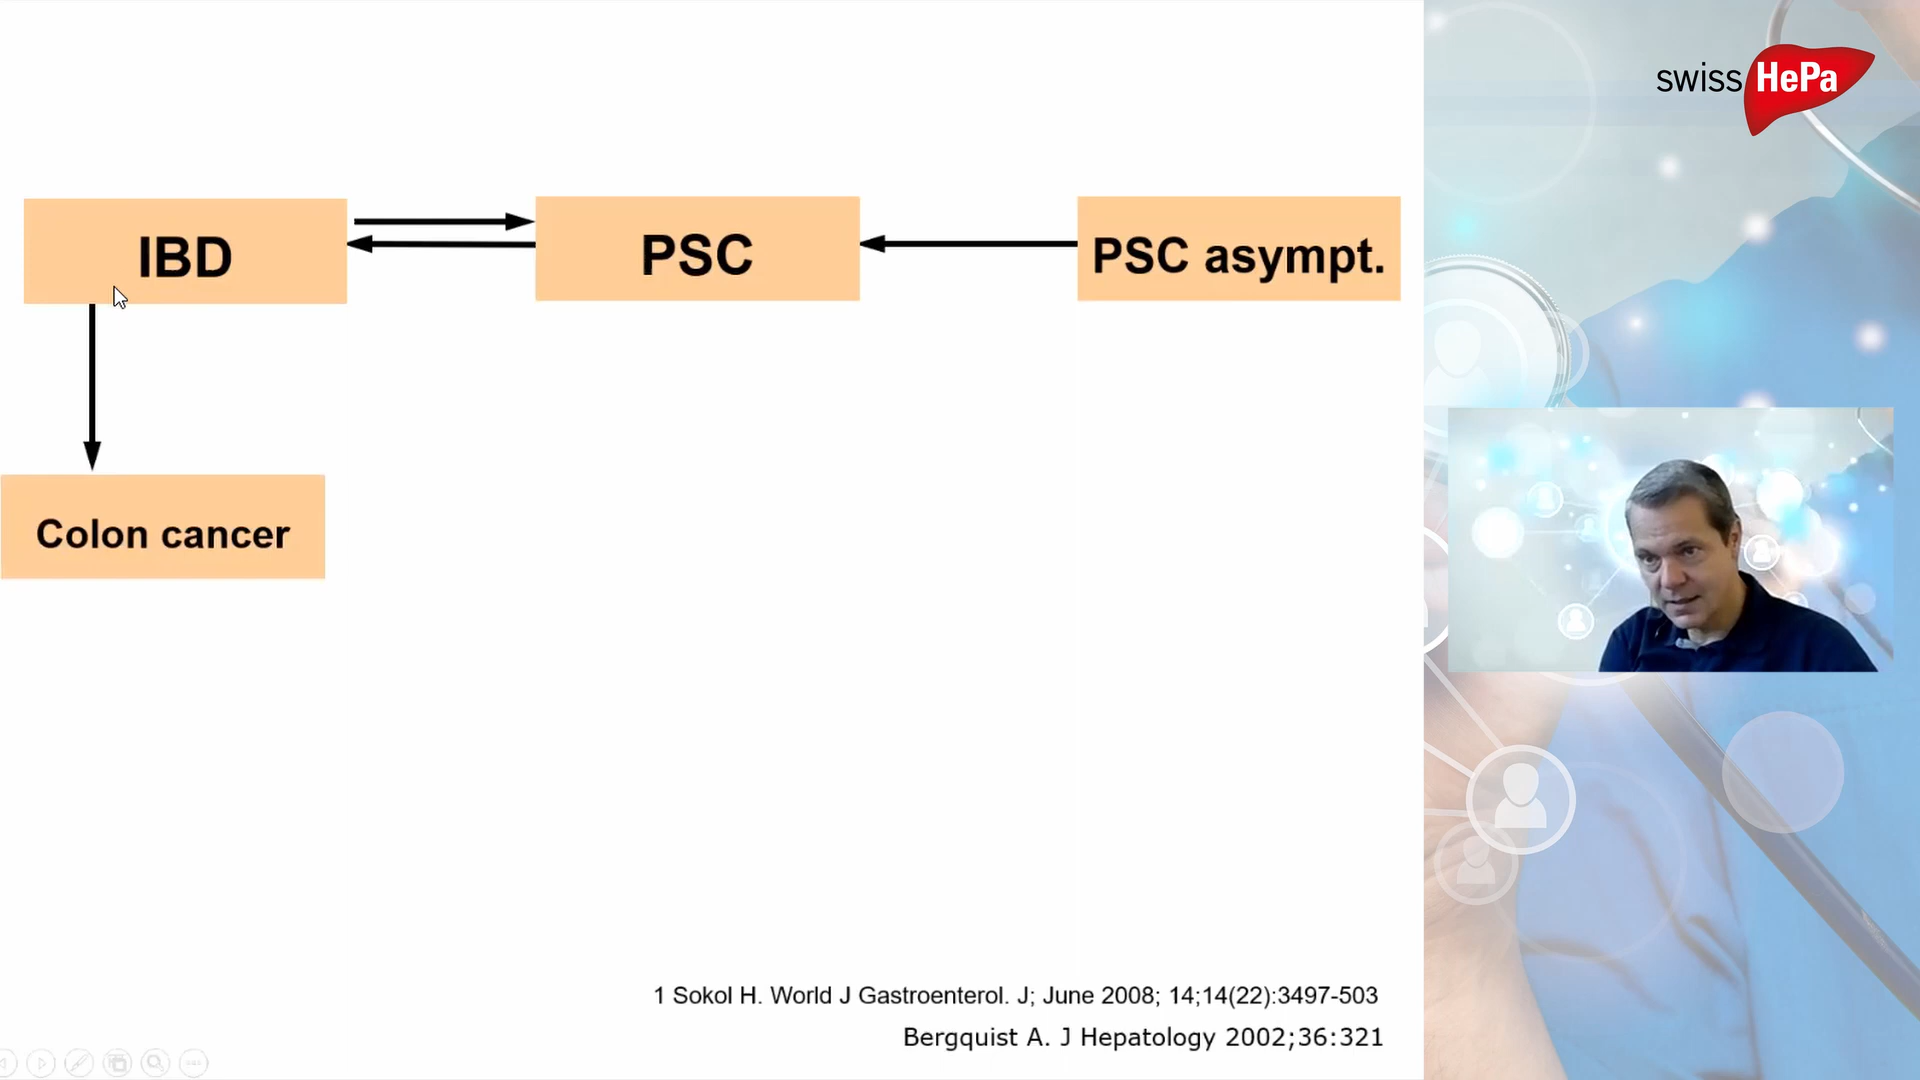 swiss HePa
IBD
PSC
PSC asympt.
Colon cancer
1 Sokol H. World J Gastroenterol. J; June 2008; 14;14(22):3497-503
Bergquist A. J Hepatology 2002;36:321